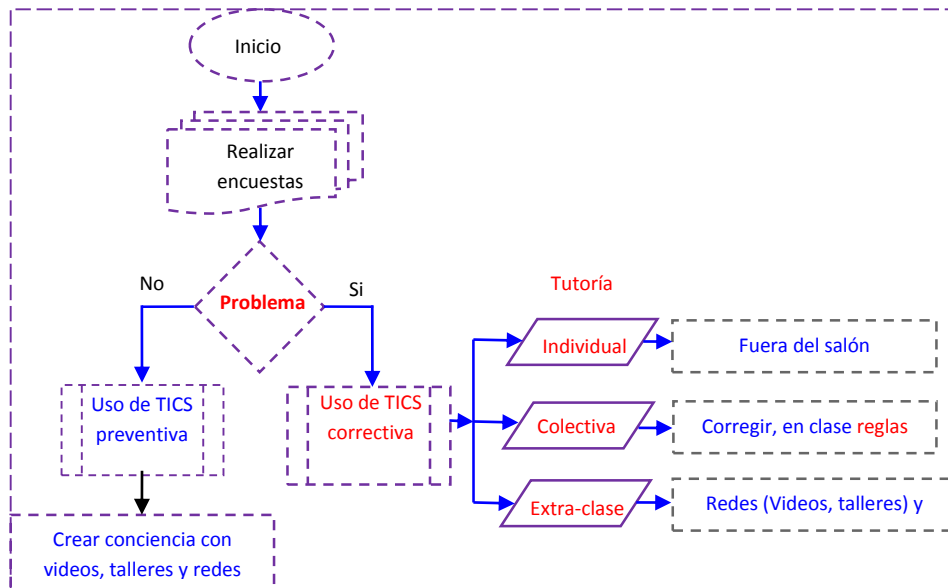 Inicio
Realizar
encuestas
No
Problema
Si
Tutoría
Uso de TICS
preventiva
Crear conciencia con
videos, talleres y redes
Uso de TICS
correctiva
Individual
Fuera del salón
Colectiva
Corregir, en clase reglas
Extra-clase
Redes (Videos, talleres) y